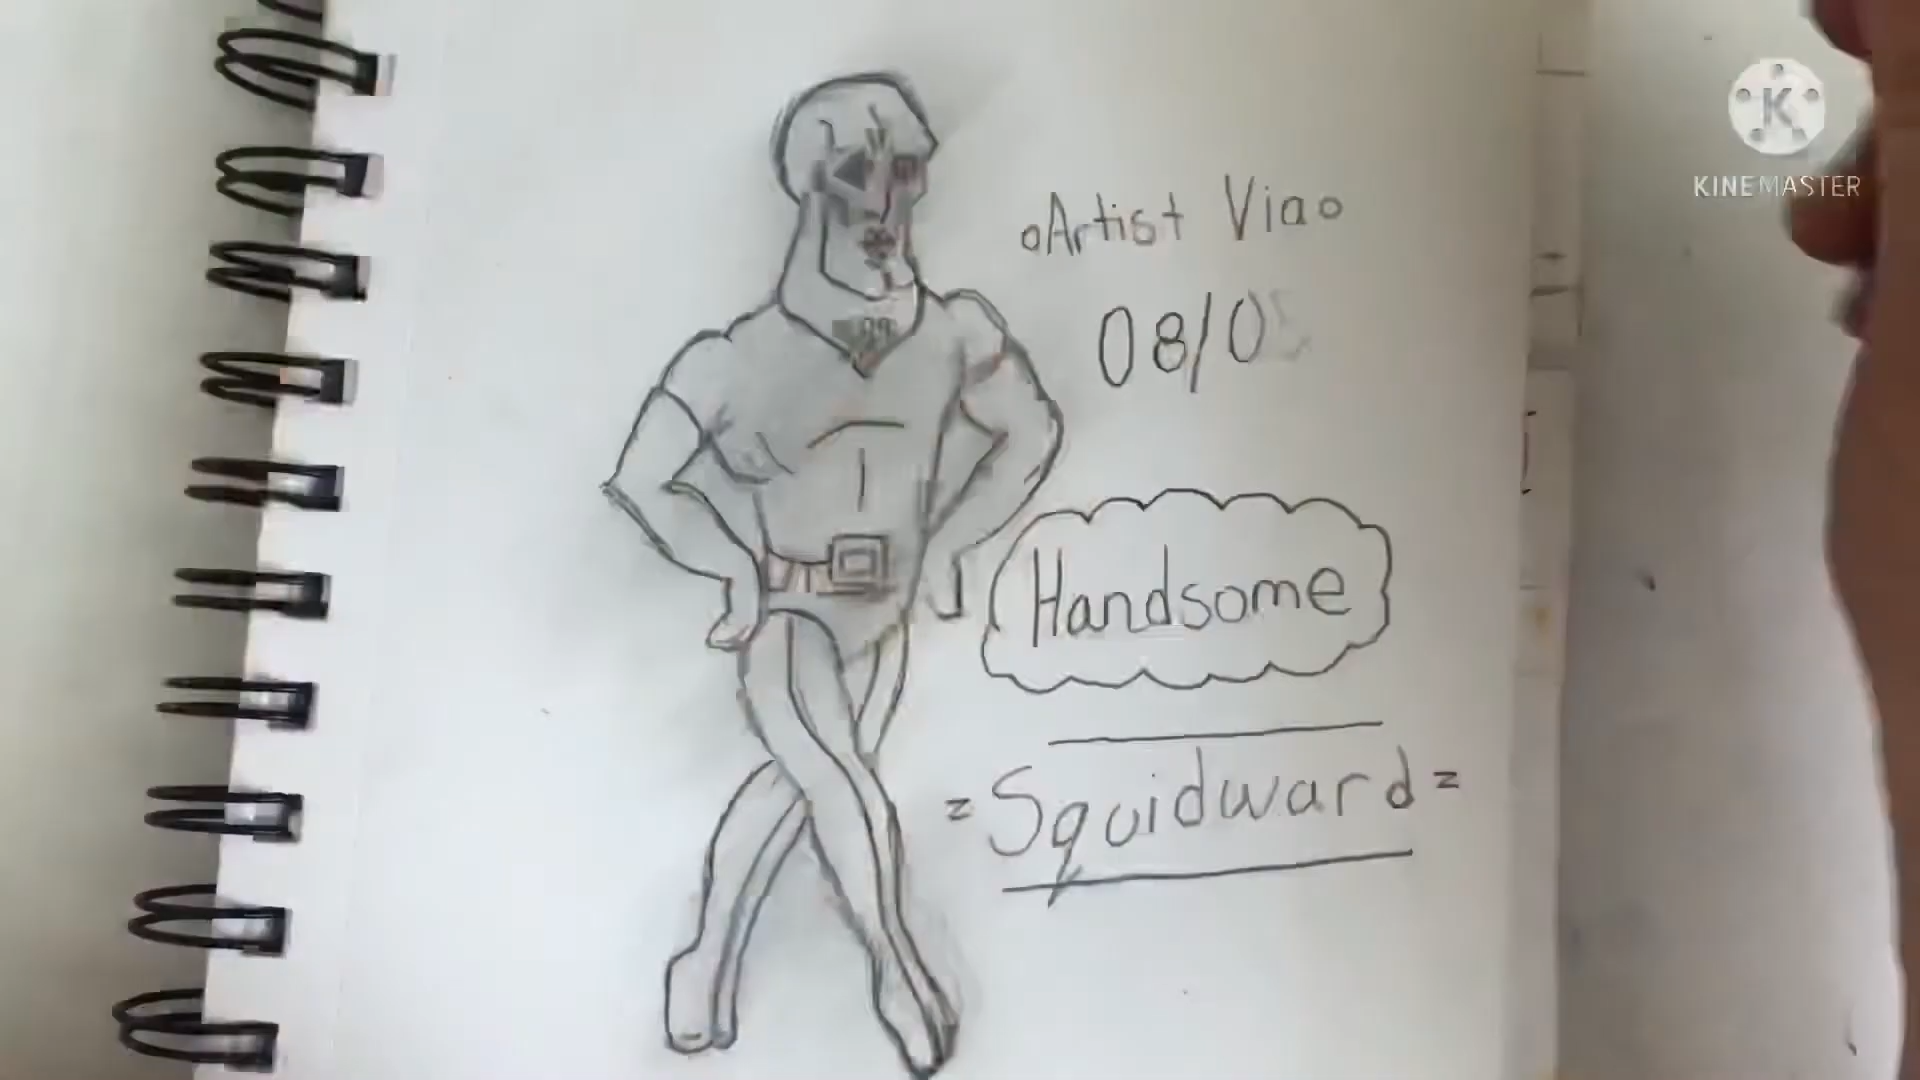 oArtist Viao
08/0
Handsome
=Squidward=
K
KINEMASTER